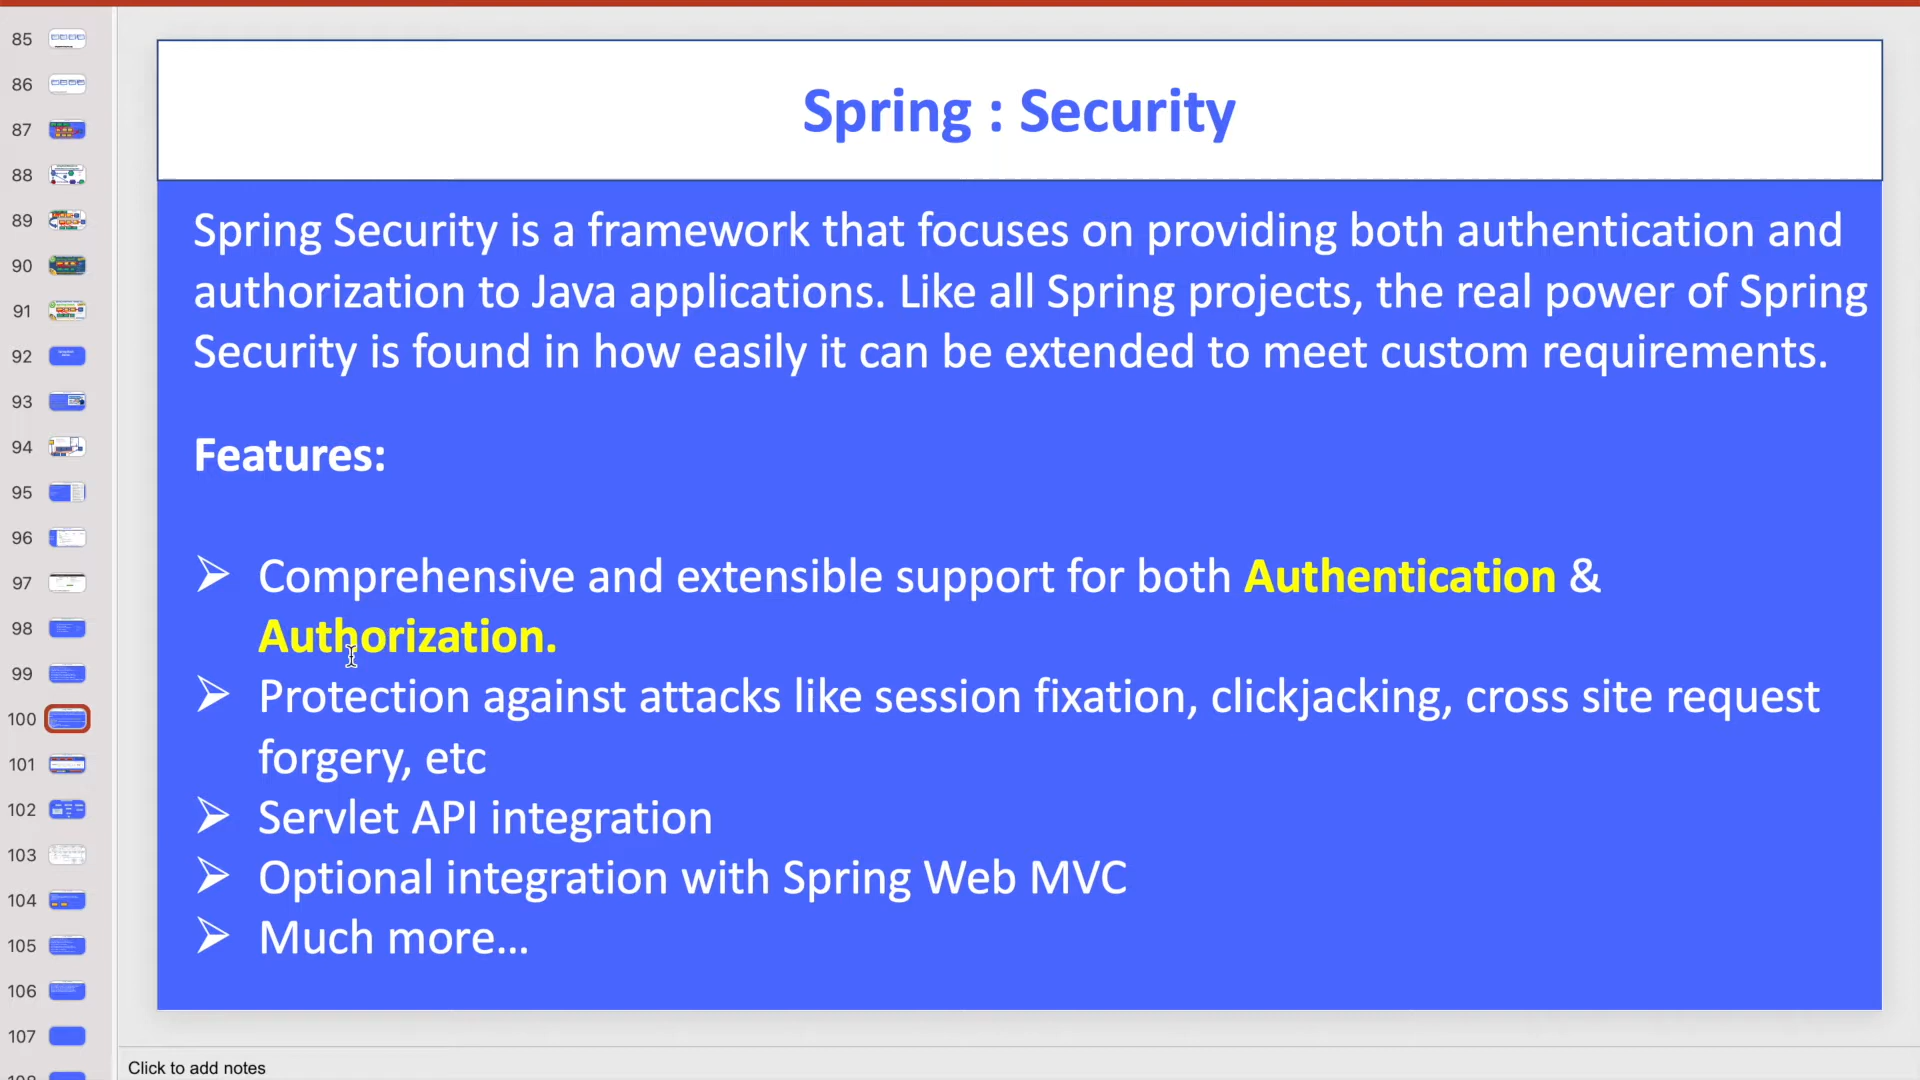 85
86
87
88
89
90
91
92
93
94
95
96
97
98
99
100
101
102
103
104
105
106
107
Spring : Security
Spring Security is a framework that focuses on providing both authentication and
authorization to Java applications. Like all Spring projects, the real power of Spring
Security is found in how easily it can be extended to meet custom requirements.
Features:
➢ Comprehensive and extensible support for both Authentication &
Authorization.
➢ Protection against attacks like session fixation, clickjacking, cross site request
forgery, etc
➢ Servlet API integration
➢ Optional integration with Spring Web MVC
➢ Much more...
Click to add notes